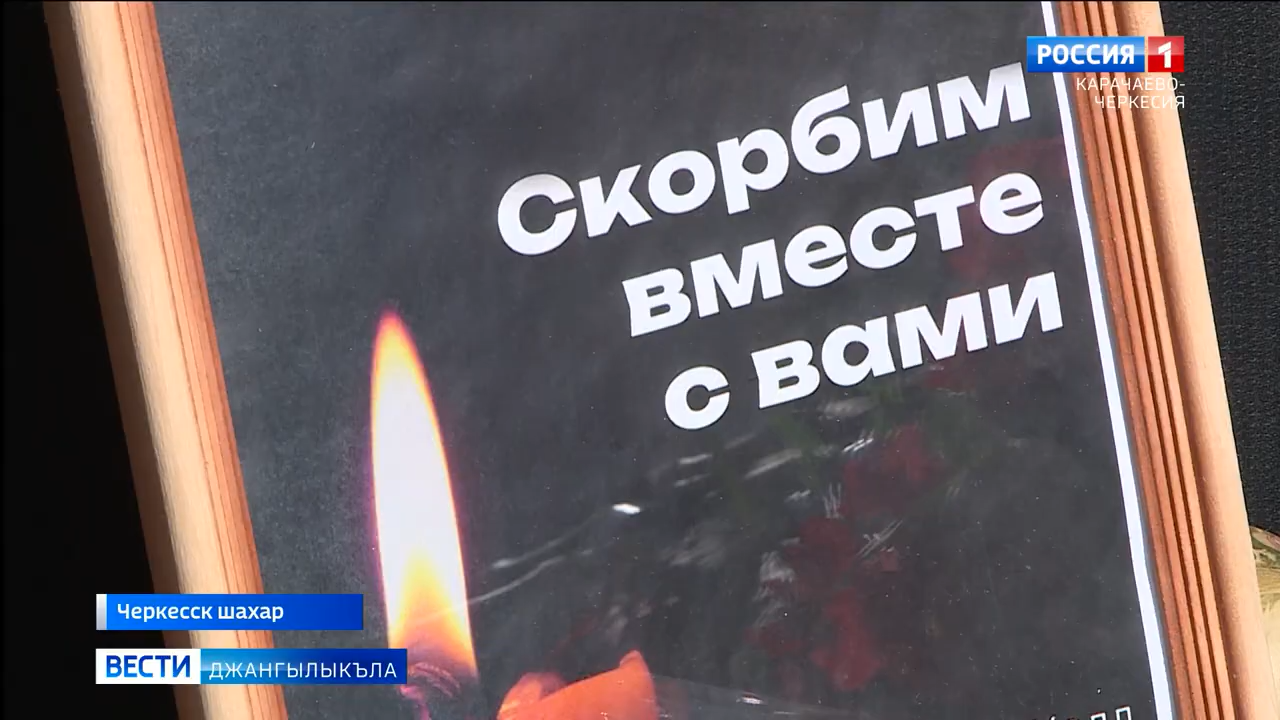 РОССИЯ 1
КАРАЧАЕВО-
ЧЕРКЕСИЯ
Скорбим
вместе
с вами
Черкесск шахар
ВЕСТИ ДЖАНГЫЛЫКЪЛА